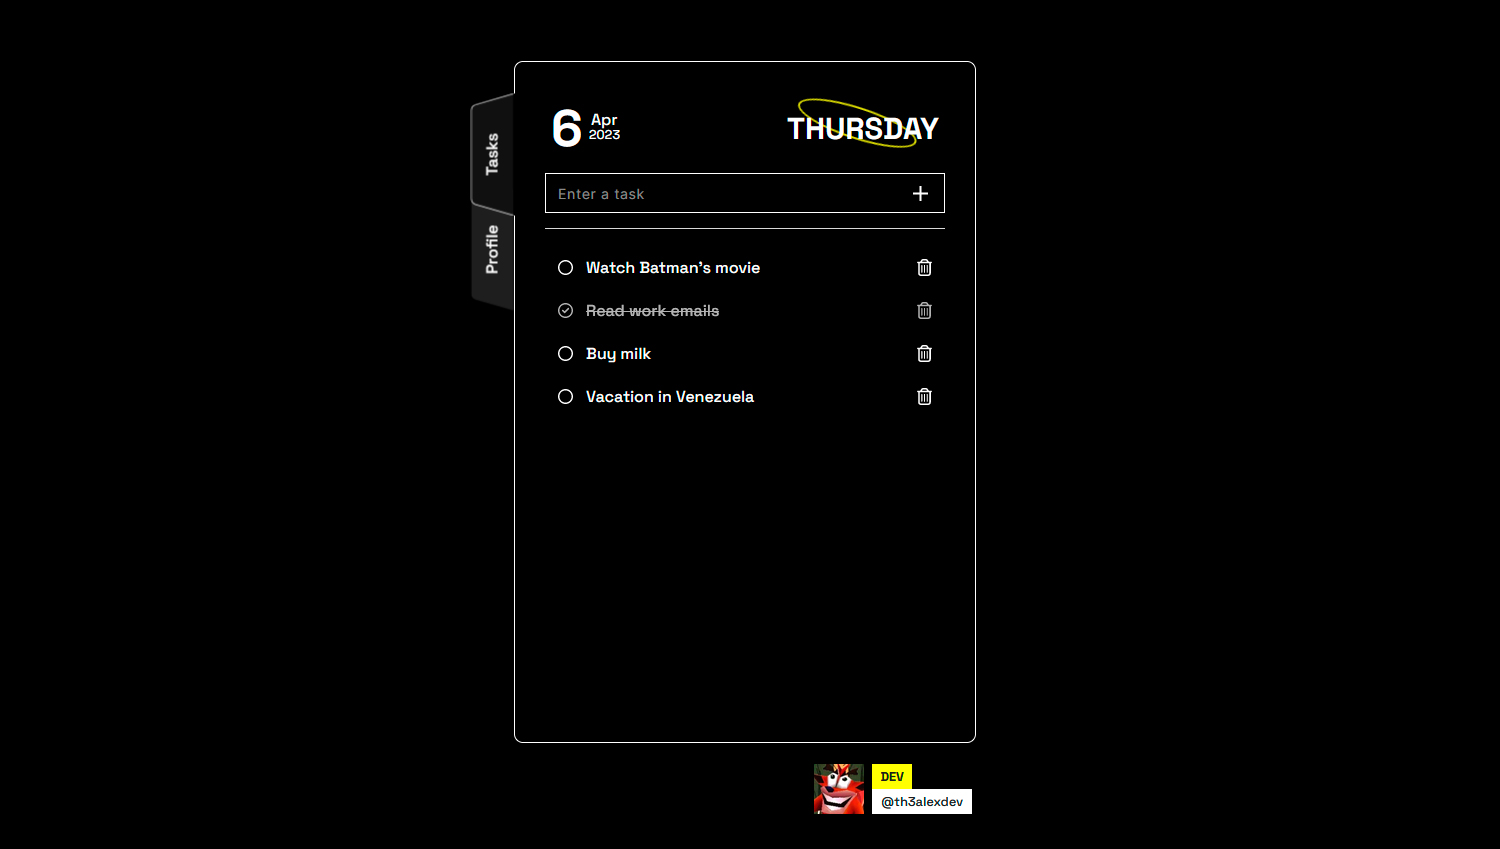 Tasks
Profile
6 Apr
2023
THURSDAY
Enter a task
Watch Batman's movie
Read work emails
Buy milk
Vacation in Venezuela
DEV
@th3alexdev